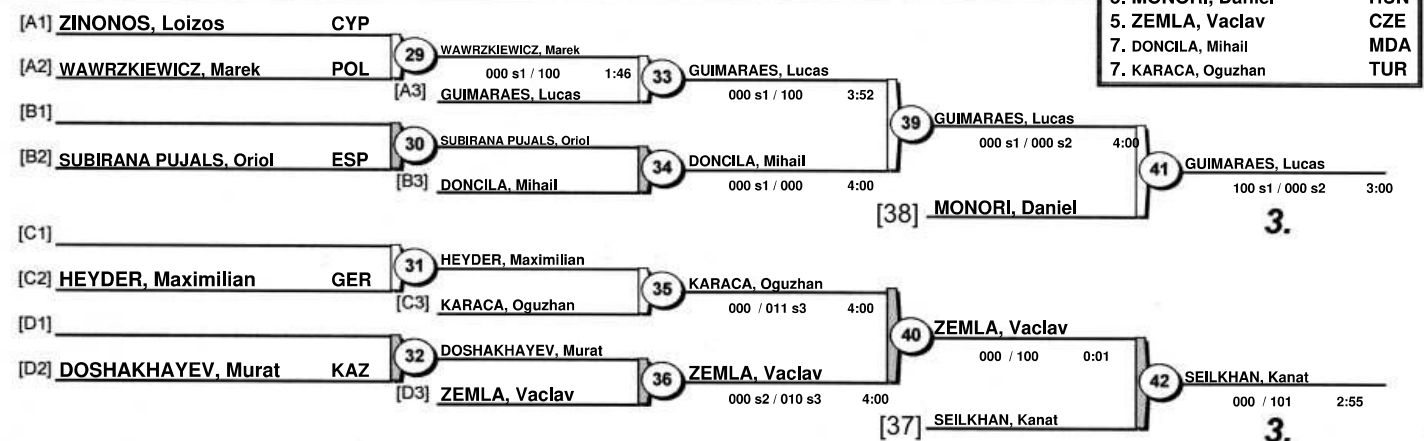 5. MONORI, Daniel HUN
5. ZEMLA, Vaclav CZE
7. DONCILA, Mihail MDA
7. KARACA, Oguzhan TUR
[A1] ZINONOS, Loizos CYP
[A2] WAWRZKIEWICZ, Marek POL
[B1]
[B2] SUBIRANA PUJALS, Oriol ESP
[C1]
[C2] HEYDER, Maximilian GER
[D1]
[D2] DOSHAKHAYEV, Murat KAZ
29
WAWRZKIEWICZ, Marek
000 s1 / 100 1:46
[A3] GUIMARAES, Lucas
30
SUBIRANA PUJALS, Oriol
[B3] DONCILA, Mihail
31
HEYDER, Maximilian
[C3] KARACA, Oguzhan
32
DOSHAKHAYEV, Murat
[D3] ZEMLA, Vaclav
33
GUIMARAES, Lucas
000 s1 / 100 3:52
34
DONCILA, Mihail
000 s1 / 000 4:00
35
KARACA, Oguzhan
000 / 011 s3 4:00
36
ZEMLA, Vaclav
000 s2 / 010 s3 4:00
39
GUIMARAES, Lucas
000 s1 / 000 s2 4:00
[38] MONORI, Daniel
40
ZEMLA, Vaclav
000 / 100 0:01
[37] SEILKHAN, Kanat
41
GUIMARAES, Lucas
100 s1 / 000 s2 3:00
3.
42
SEILKHAN, Kanat
000 / 101 2:55
3.